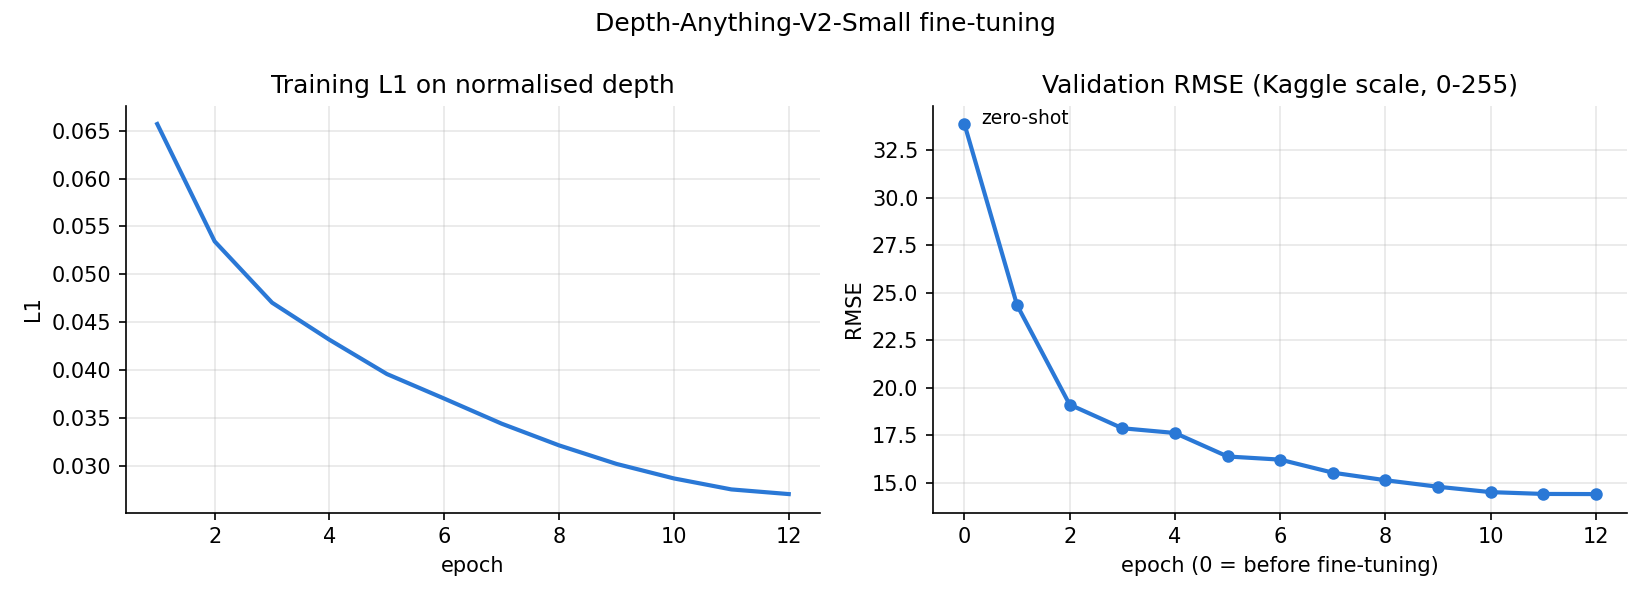 Depth-Anything-V2-Small fine-tuning
Training L1 on normalised depth
0.065
0.060
0.055
0.050
0.045
0.040
0.035
0.030
L1
2 4 6 8 10 12
epoch
Validation RMSE (Kaggle scale, 0-255)
zero-shot
32.5
30.0
27.5
25.0
22.5
20.0
17.5
15.0
RMSE
0 2 4 6 8 10 12
epoch (0 = before fine-tuning)